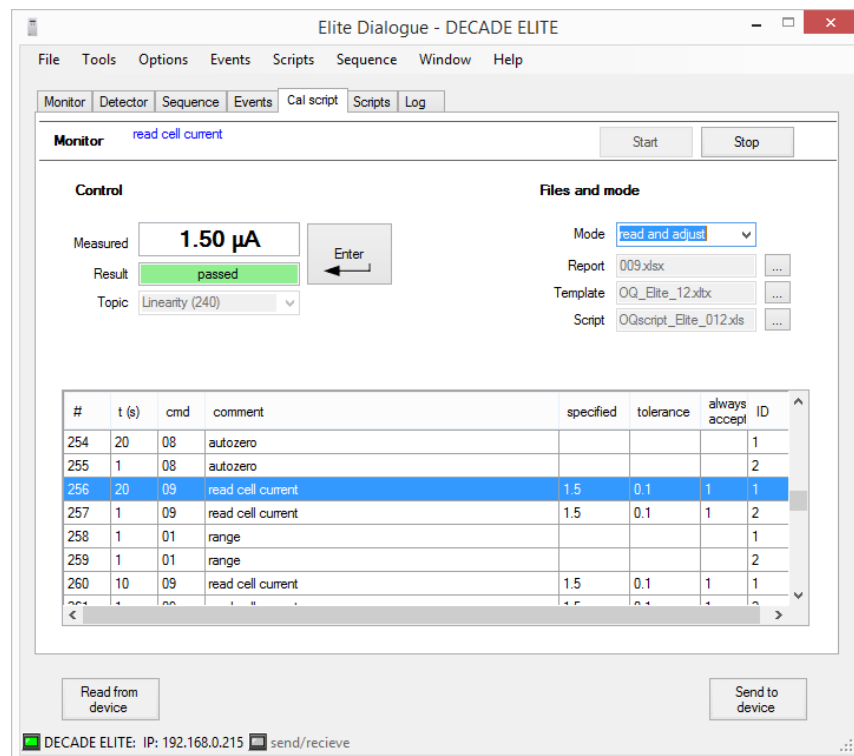 Elite Dialogue - DECADE ELITE
File Tools Options Events Scripts Sequence Window Help
Monitor Detector Sequence Events Cal script Scripts Log
Monitor read cell current Start Stop
Control Files and mode
Measured 1.50 µA Enter Mode read and adjust
Result passed Report 009.xlsx ...
Topic Linearity (240) Template OQ_Elite_12.xltx ...
Script OQscript_Elite_012.xls ...
# t (s) cmd comment specified tolerance always accept ID
254 20 08 autozero 1
255 1 08 autozero 2
256 20 09 read cell current 1.5 0.1 1 1
257 1 09 read cell current 1.5 0.1 1 2
258 1 01 range 1
259 1 01 range 2
260 10 09 read cell current 1.5 0.1 1 1
Read from device Send to device
DECADE ELITE: IP: 192.168.0.215 send/recieve